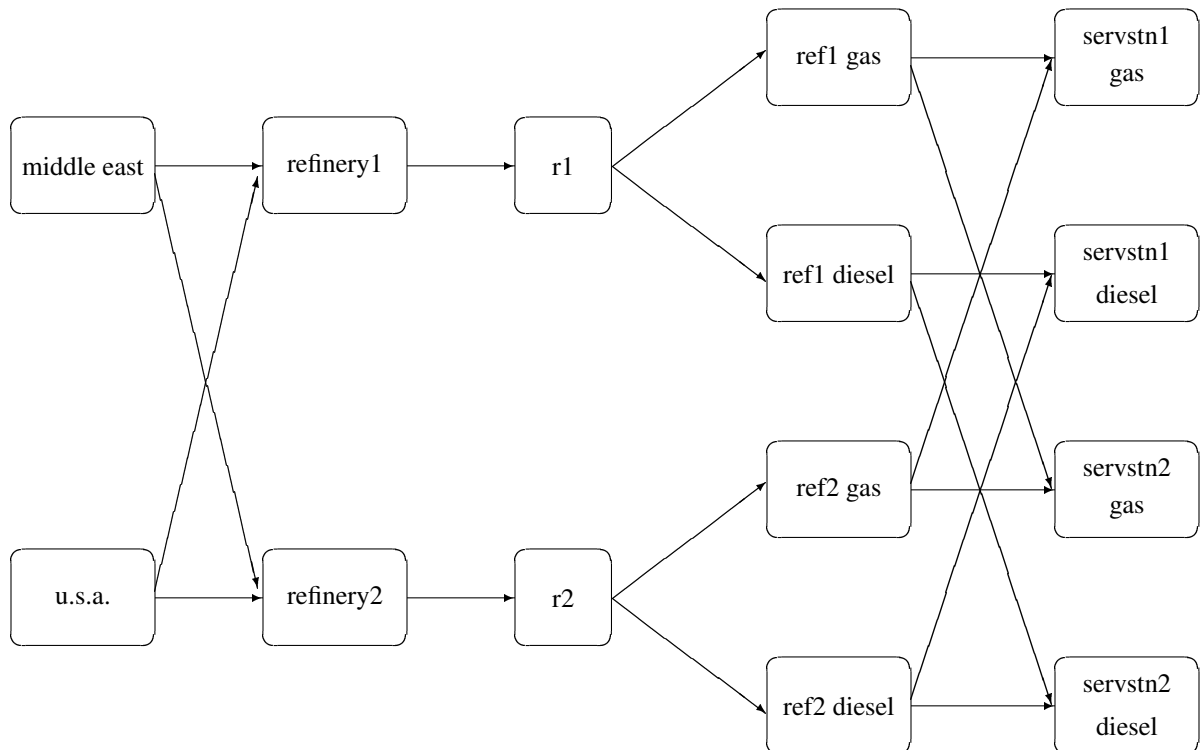 middle east
u.s.a.
refinery1
refinery2
r1
r2
ref1 gas
ref1 diesel
ref2 gas
ref2 diesel
servstn1
gas
servstn1
diesel
servstn2
gas
servstn2
diesel